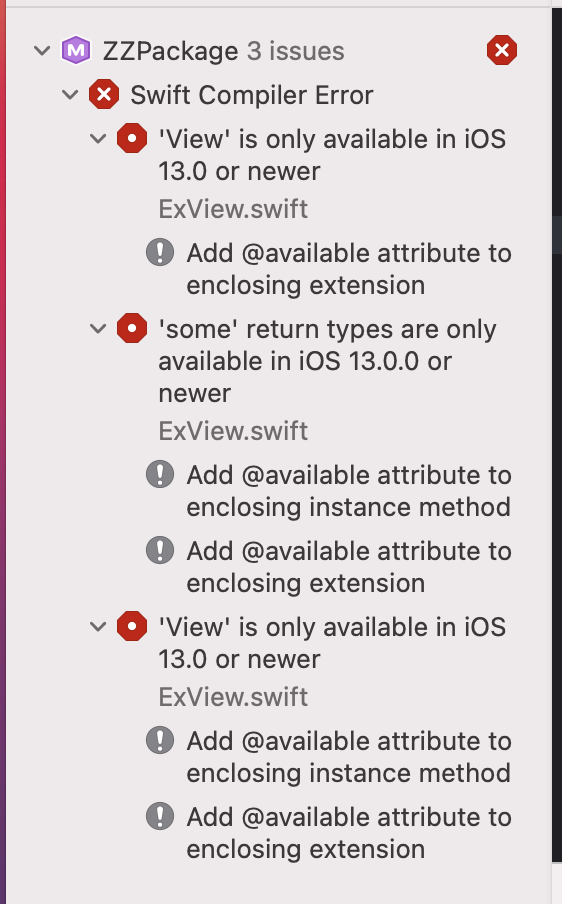 ZZPackage 3 issues
Swift Compiler Error
'View' is only available in iOS
13.0 or newer
ExView.swift
Add @available attribute to
enclosing extension
'some' return types are only
available in iOS 13.0.0 or
newer
ExView.swift
Add @available attribute to
enclosing instance method
Add @available attribute to
enclosing extension
'View' is only available in iOS
13.0 or newer
ExView.swift
Add @available attribute to
enclosing instance method
Add @available attribute to
enclosing extension